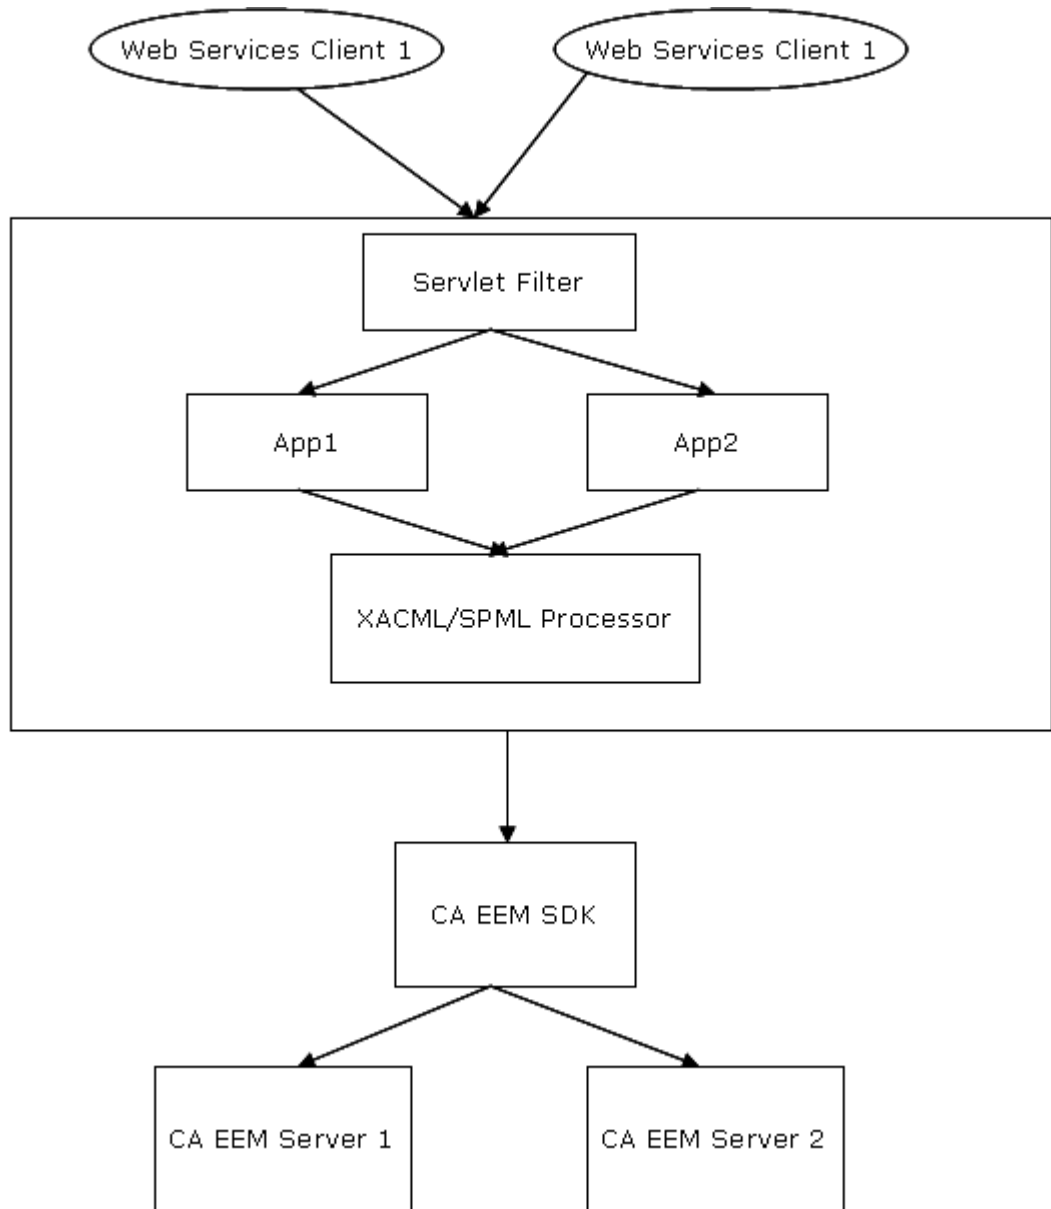 Web Services Client 1
Web Services Client 1
Servlet Filter
App1
App2
XACML/SPML Processor
CA EEM SDK
CA EEM Server 1
CA EEM Server 2